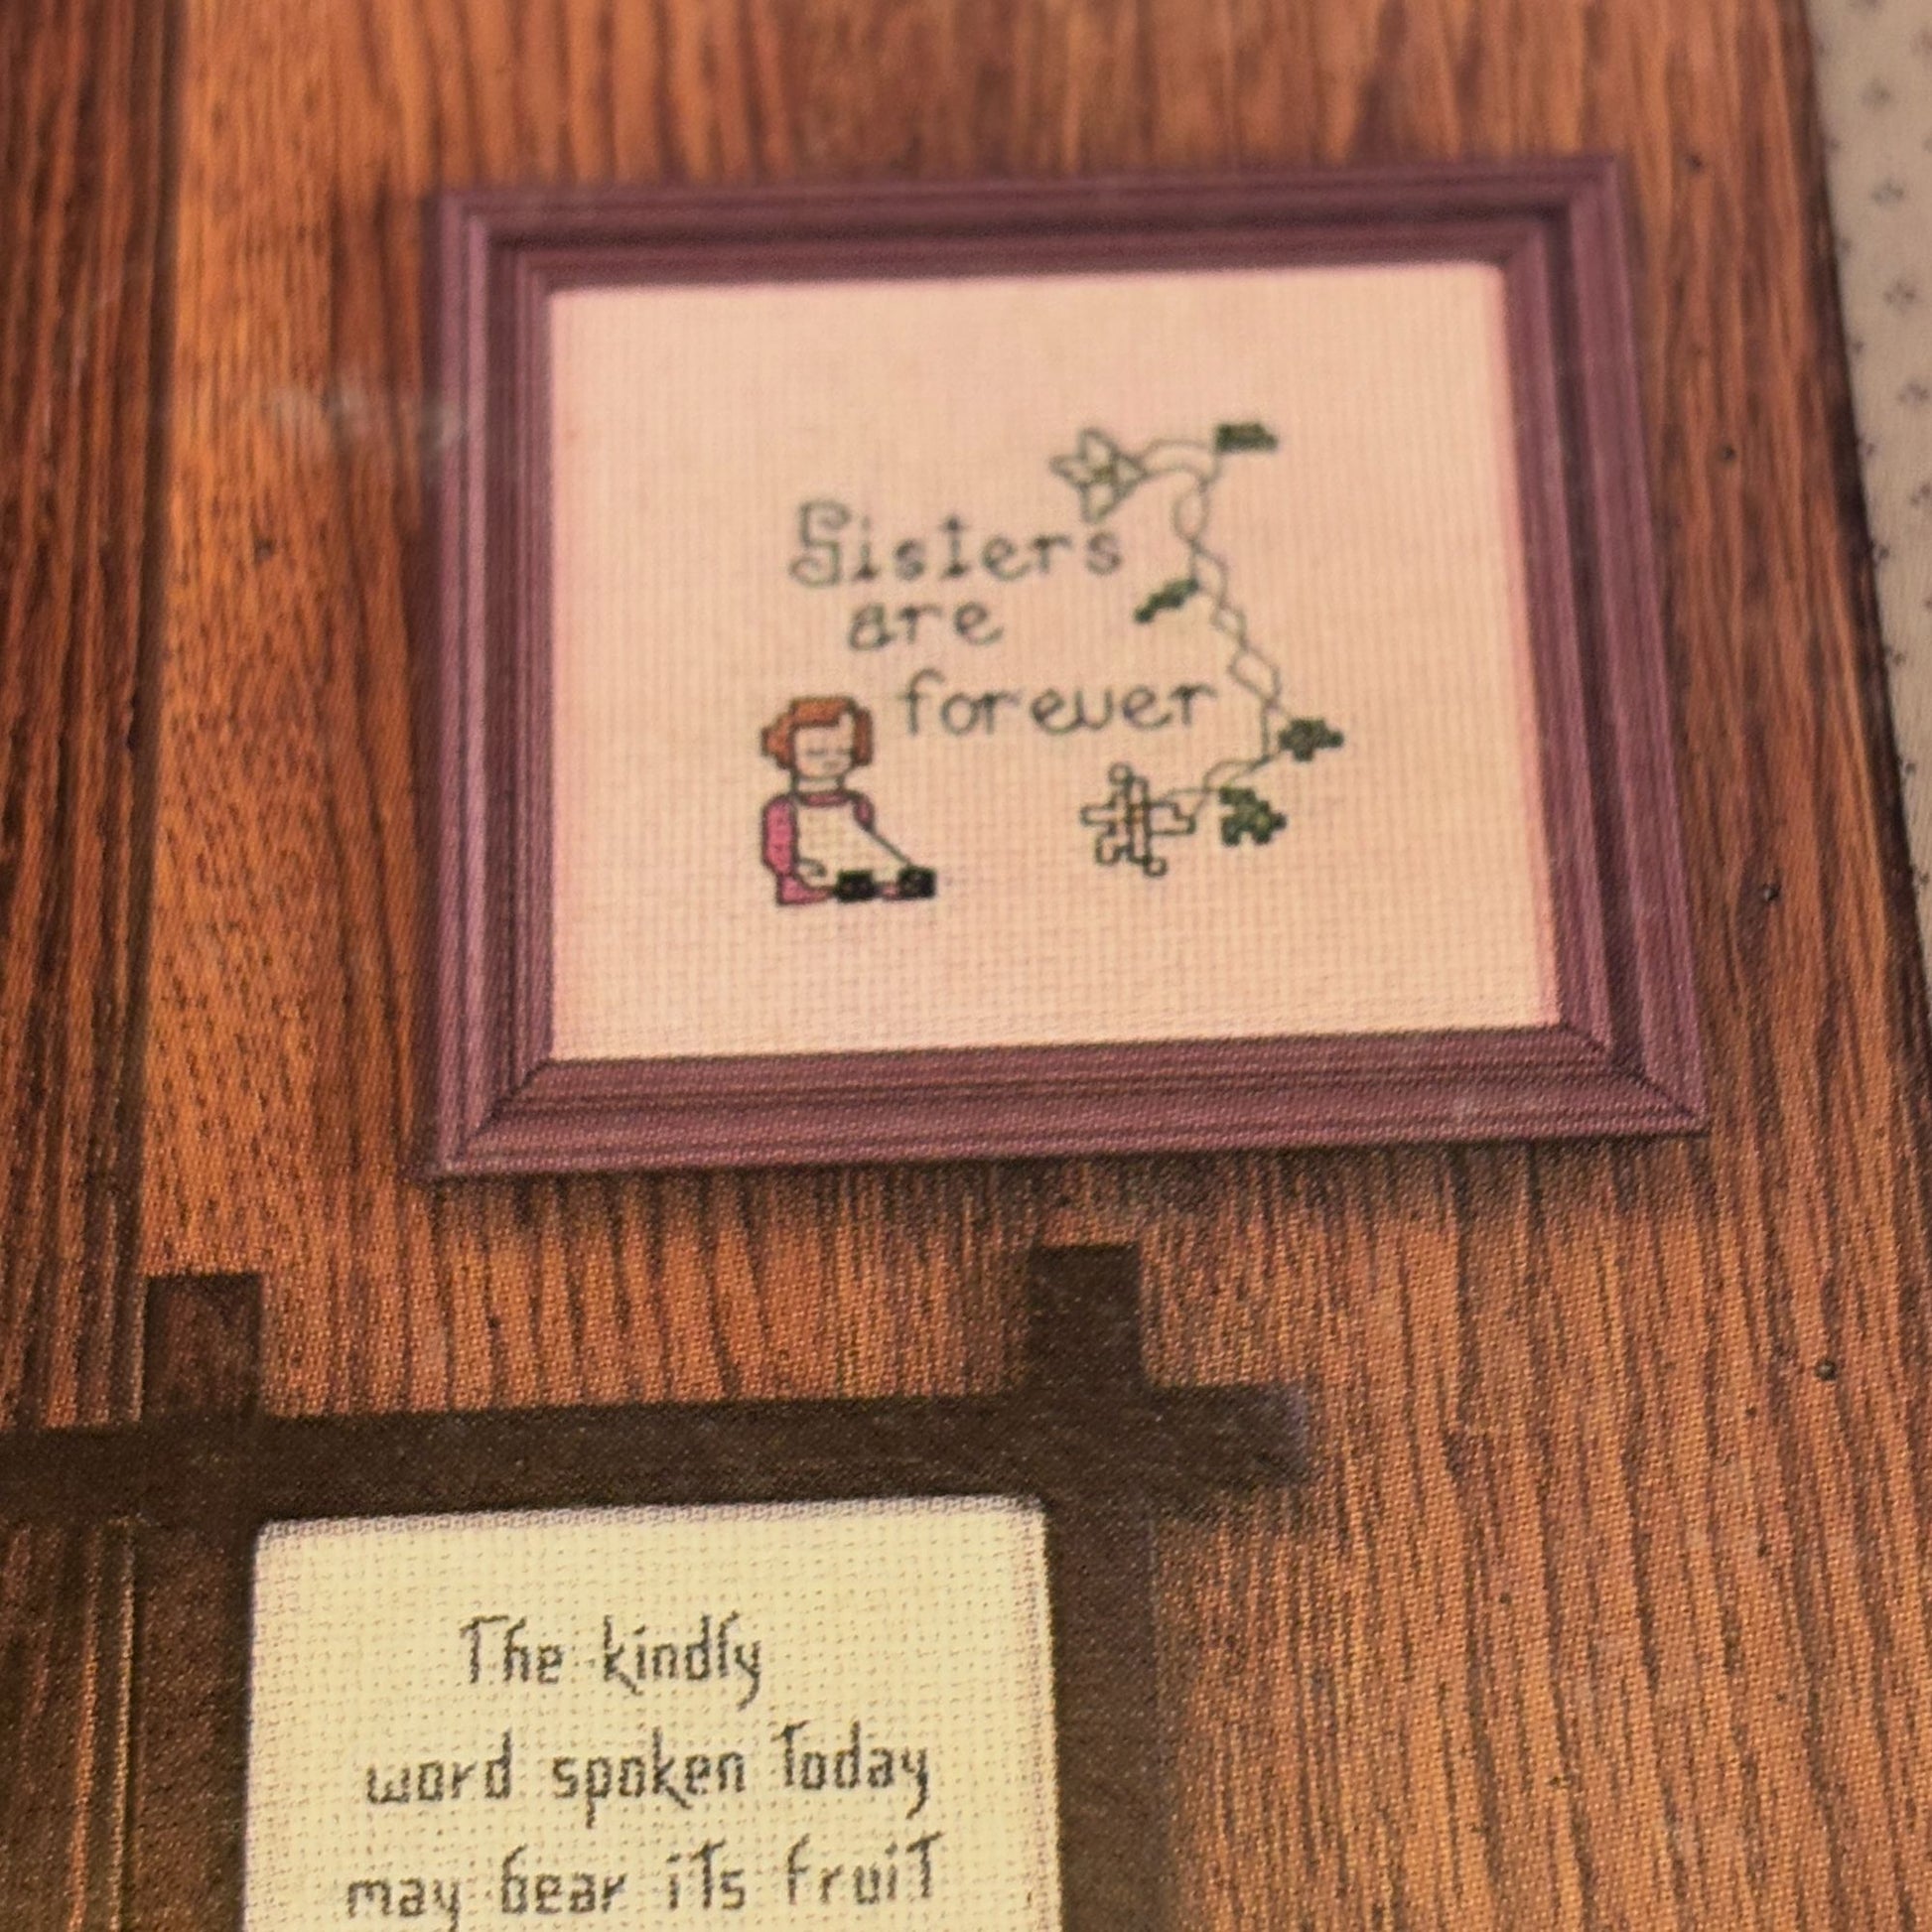 Sisters
are
forever
The kindly
word spoken today
may bear its fruit